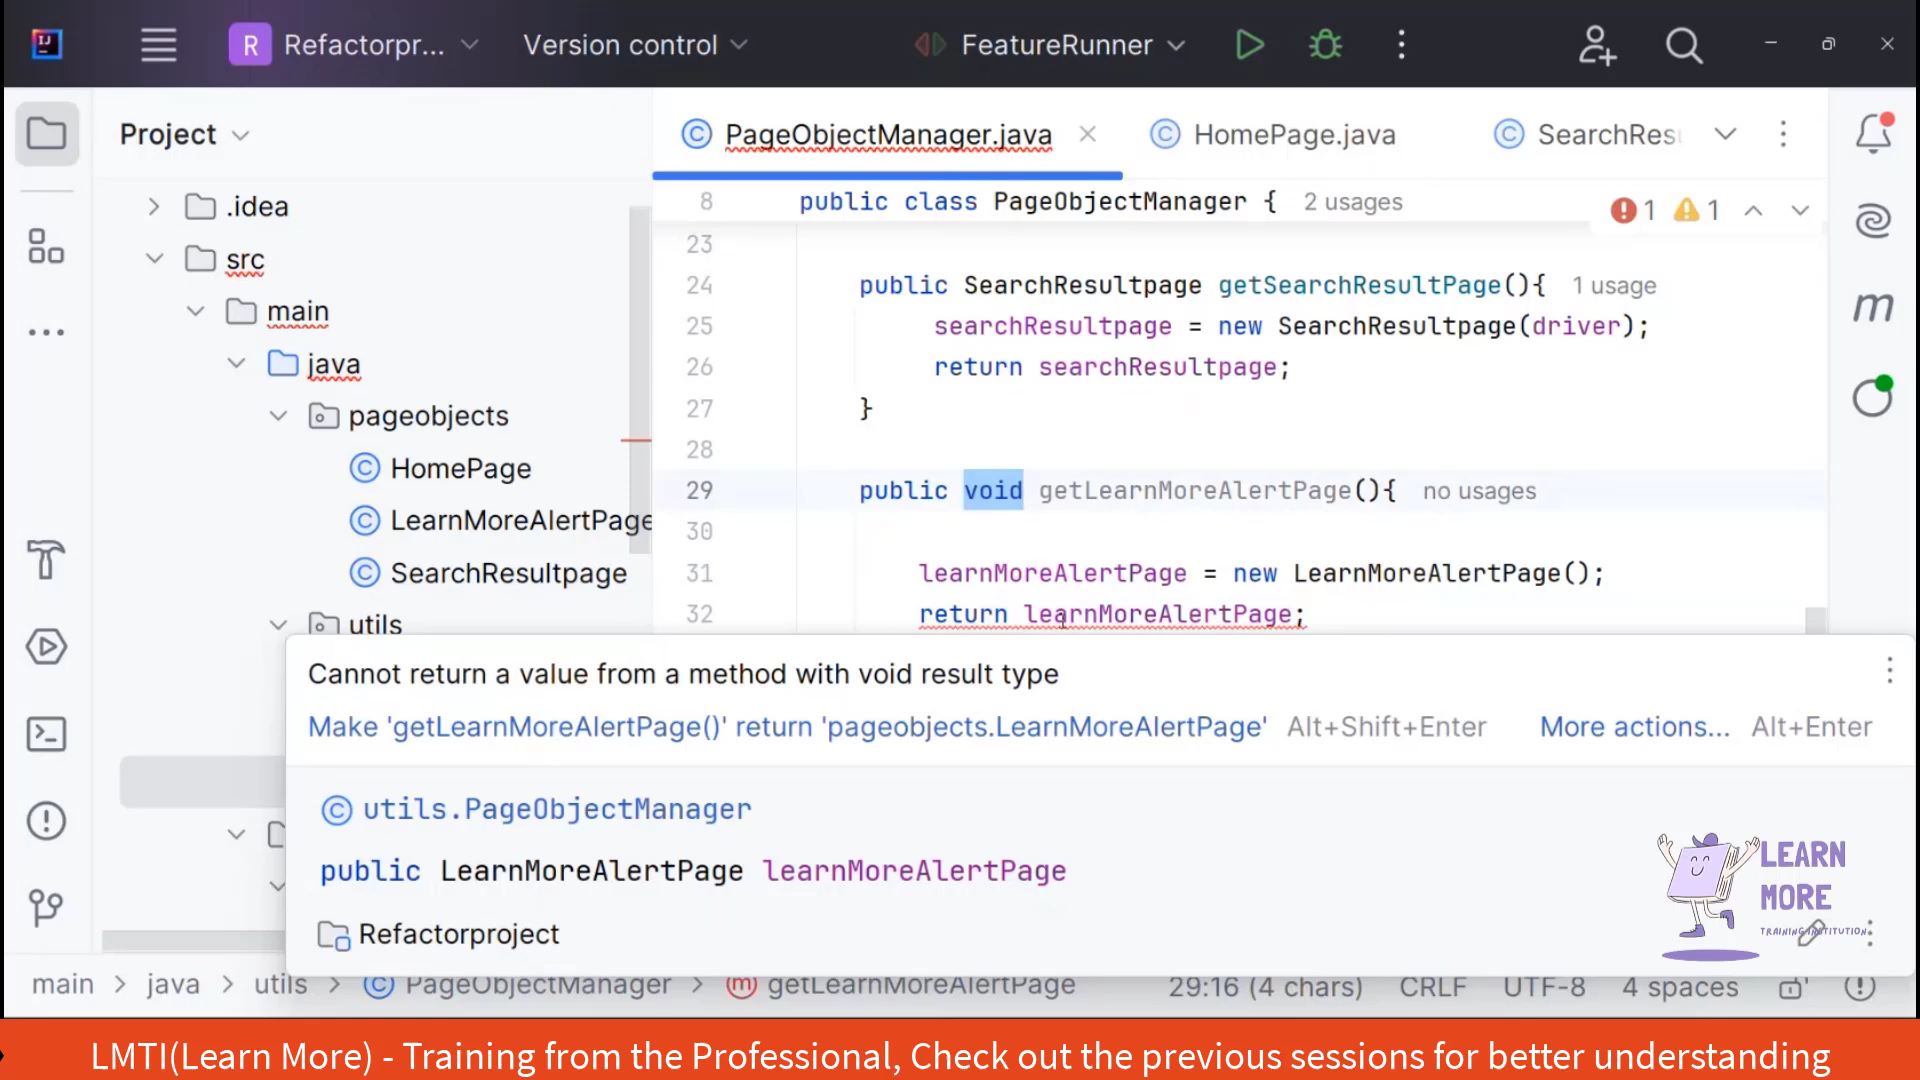 R Refactorpr...
Version control
FeatureRunner
Project
PageObjectManager.java
HomePage.java
SearchRes
.idea
src
main
java
pageobjects
HomePage
LearnMoreAlertPage
SearchResultpage
utils
8 public class PageObjectManager { 2 usages
1 1
23
24 public SearchResultpage getSearchResultPage(){ 1 usage
25 searchResultpage = new SearchResultpage(driver);
26 return searchResultpage;
27 }
28
29 public void getLearnMoreAlertPage(){ no usages
30
31 learnMoreAlertPage = new LearnMoreAlertPage();
32 return learnMoreAlertPage;
Cannot return a value from a method with void result type
Make 'getLearnMoreAlertPage()' return 'pageobjects.LearnMoreAlertPage' Alt+Shift+Enter More actions... Alt+Enter
utils.PageObjectManager
public LearnMoreAlertPage learnMoreAlertPage
Refactorproject
LEARN
MORE
TRAINING INSTITUTION
main > java > utils > PageObjectManager > getLearnMoreAlertPage 29:16 (4 chars) CRLF UTF-8 4 spaces
LMTI(Learn More) - Training from the Professional, Check out the previous sessions for better understanding